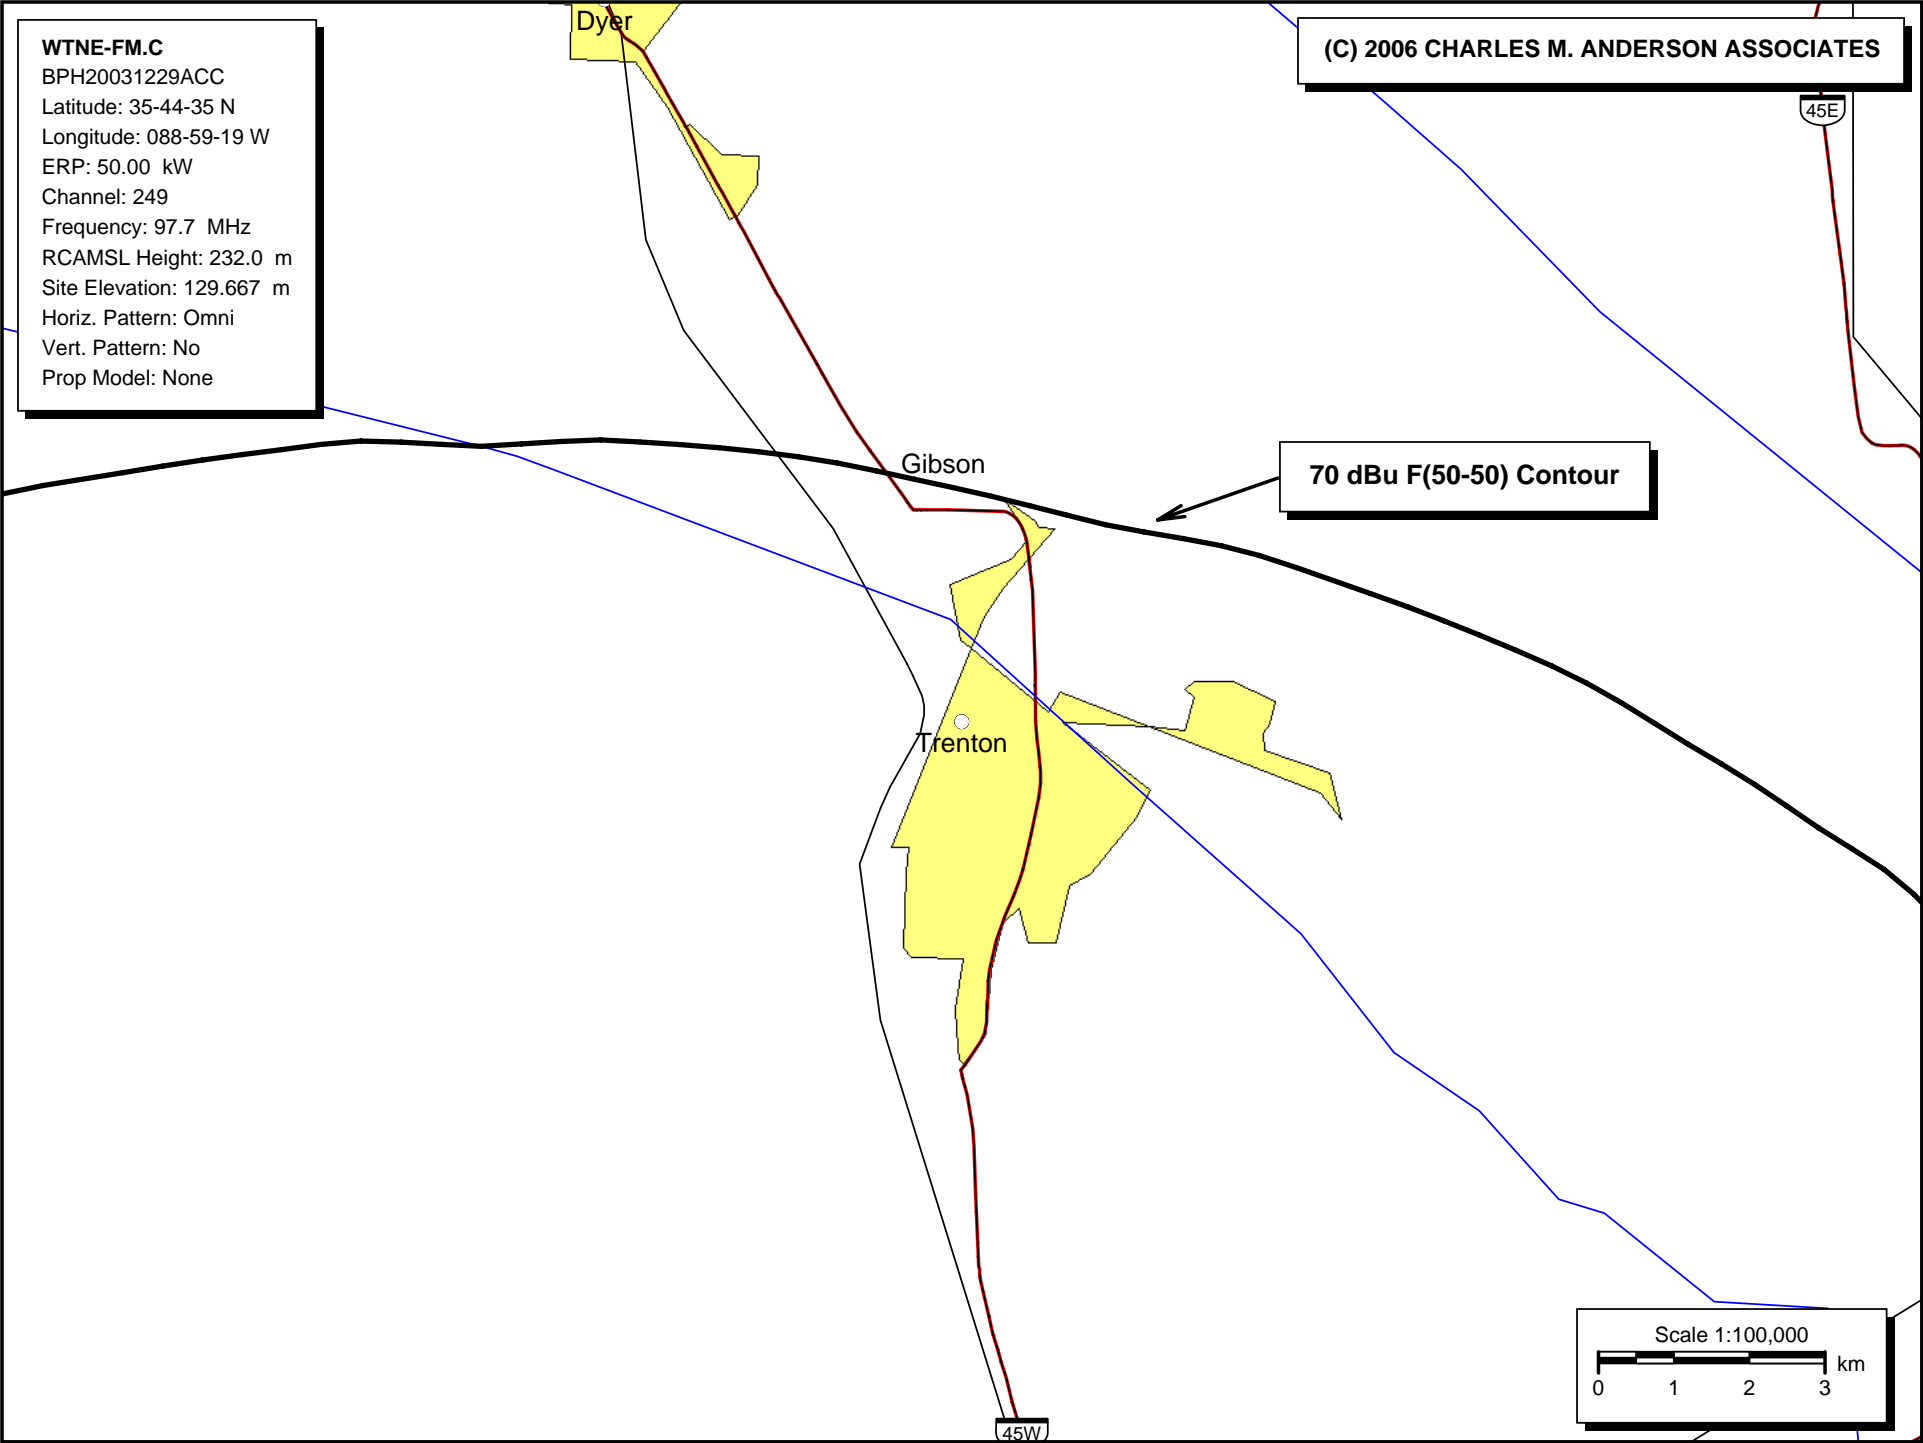 Dyer
WTNE-FM.C
BPH20031229ACC
Latitude: 35-44-35 N
Longitude: 088-59-19 W
ERP: 50.00 kW
Channel: 249
Frequency: 97.7 MHz
RCAMSL Height: 232.0 m
Site Elevation: 129.667 m
Horiz. Pattern: Omni
Vert. Pattern: No
Prop Model: None
(C) 2006 CHARLES M. ANDERSON ASSOCIATES
45E
Gibson
70 dBu F(50-50) Contour
Trenton
Scale 1:100,000
km
0 1 2 3
45W